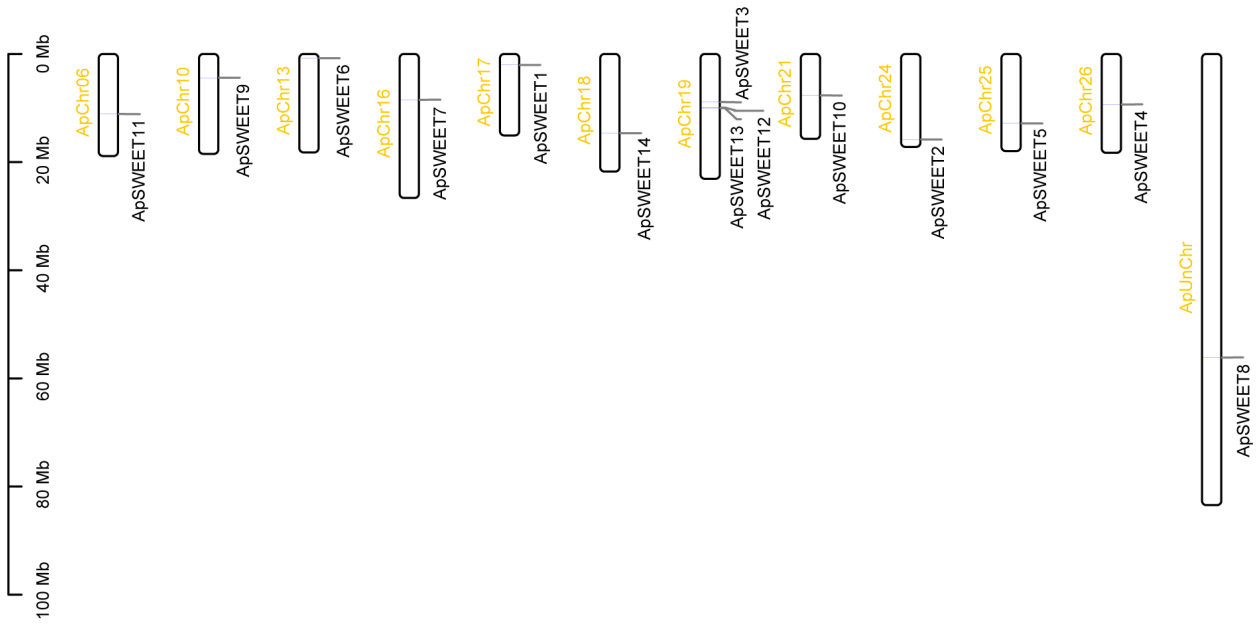 0 Mb
20 Mb
40 Mb
60 Mb
80 Mb
100 Mb
ApChr06
ApSWEET11
ApChr10
ApSWEET9
ApChr13
ApSWEET6
ApChr16
ApSWEET7
ApChr17
ApSWEET1
ApChr18
ApSWEET14
ApChr19
ApSWEET3
ApSWEET13
ApSWEET12
ApChr21
ApSWEET10
ApChr24
ApSWEET2
ApChr25
ApSWEET5
ApChr26
ApSWEET4
ApUnChr
ApSWEET8